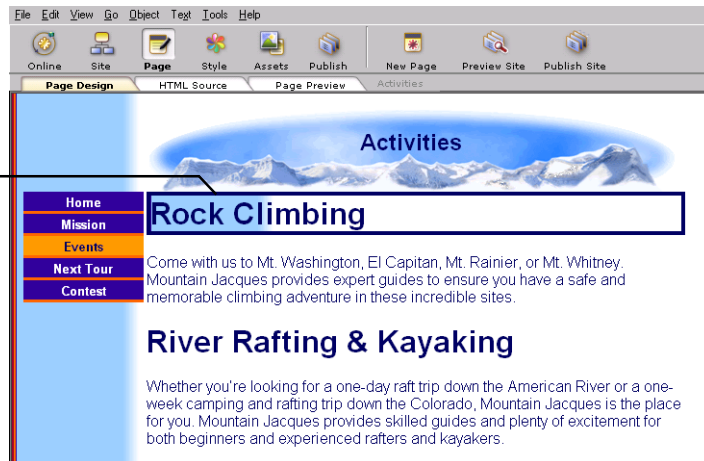 File Edit View Go Object Text Tools Help
Online Site Page Style Assets Publish New Page Preview Site Publish Site
Page Design HTML Source Page Preview Activities
Activities
Home
Mission
Events
Next Tour
Contest
Rock Climbing
Come with us to Mt. Washington, El Capitan, Mt. Rainier, or Mt. Whitney.
Mountain Jacques provides expert guides to ensure you have a safe and
memorable climbing adventure in these incredible sites.
River Rafting & Kayaking
Whether you're looking for a one-day raft trip down the American River or a one-
week camping and rafting trip down the Colorado, Mountain Jacques is the place
for you. Mountain Jacques provides skilled guides and plenty of excitement for
both beginners and experienced rafters and kayakers.